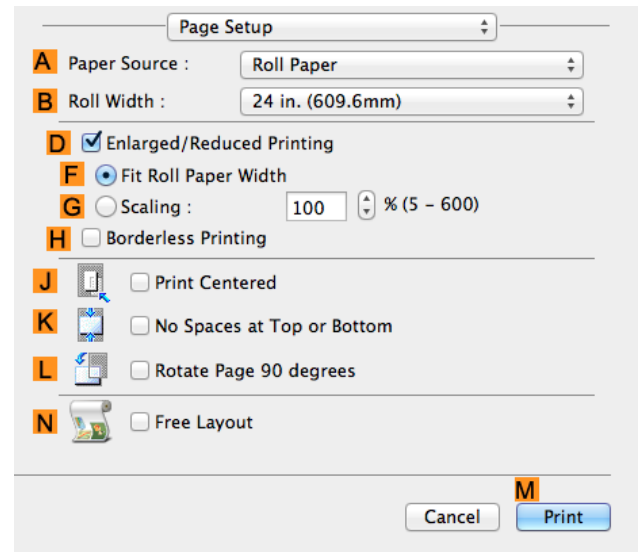 Page Setup
A Paper Source : Roll Paper
B Roll Width : 24 in. (609.6mm)
D Enlarged/Reduced Printing
F Fit Roll Paper Width
G Scaling : 100 % (5 – 600)
H Borderless Printing
J Print Centered
K No Spaces at Top or Bottom
L Rotate Page 90 degrees
N Free Layout
M
Cancel Print